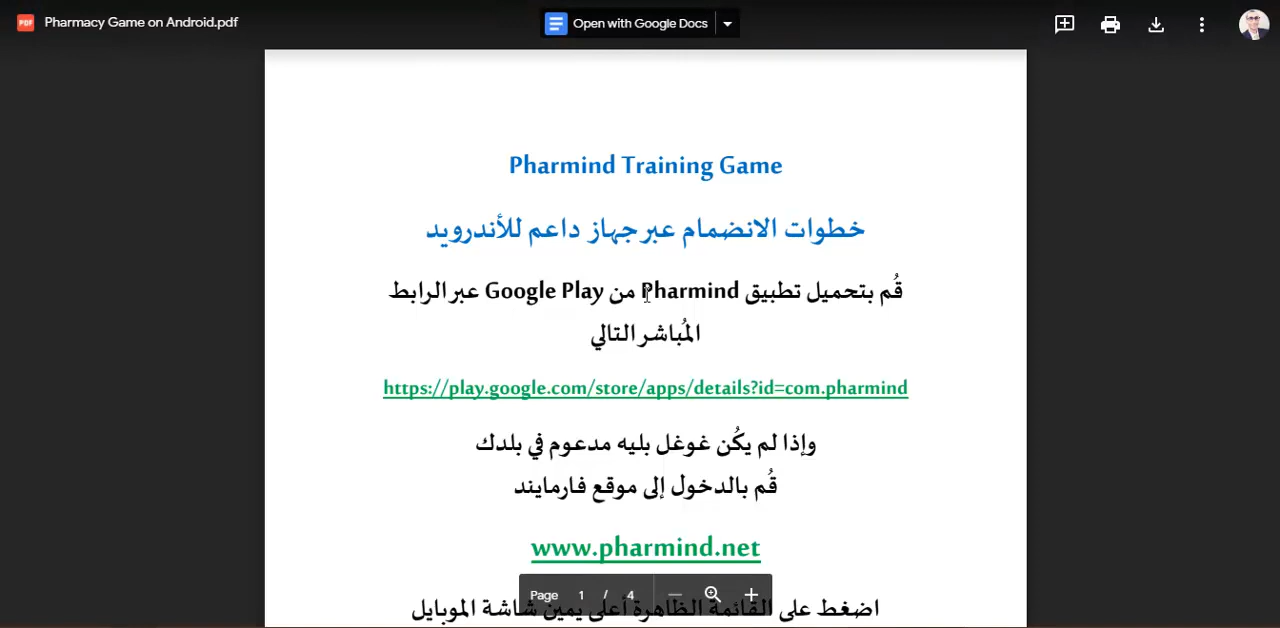 Pharmacy Game on Android.pdf
Open with Google Docs
Pharmind Training Game
خطوات الانضمام عبر جهاز داعم للأندرويد
قُم بتحميل تطبيق Pharmind من Google Play عبر الرابط
المُباشر التالي
https://play.google.com/store/apps/details?id=com.pharmind
وإذا لم يكُن غوغل بليه مدعوم في بلدك
قُم بالدخول إلى موقع فارمايند
www.pharmind.net
اضغط على القائمة الظاهرة أعلى يمين شاشة الموبايل
Page 1 / 4